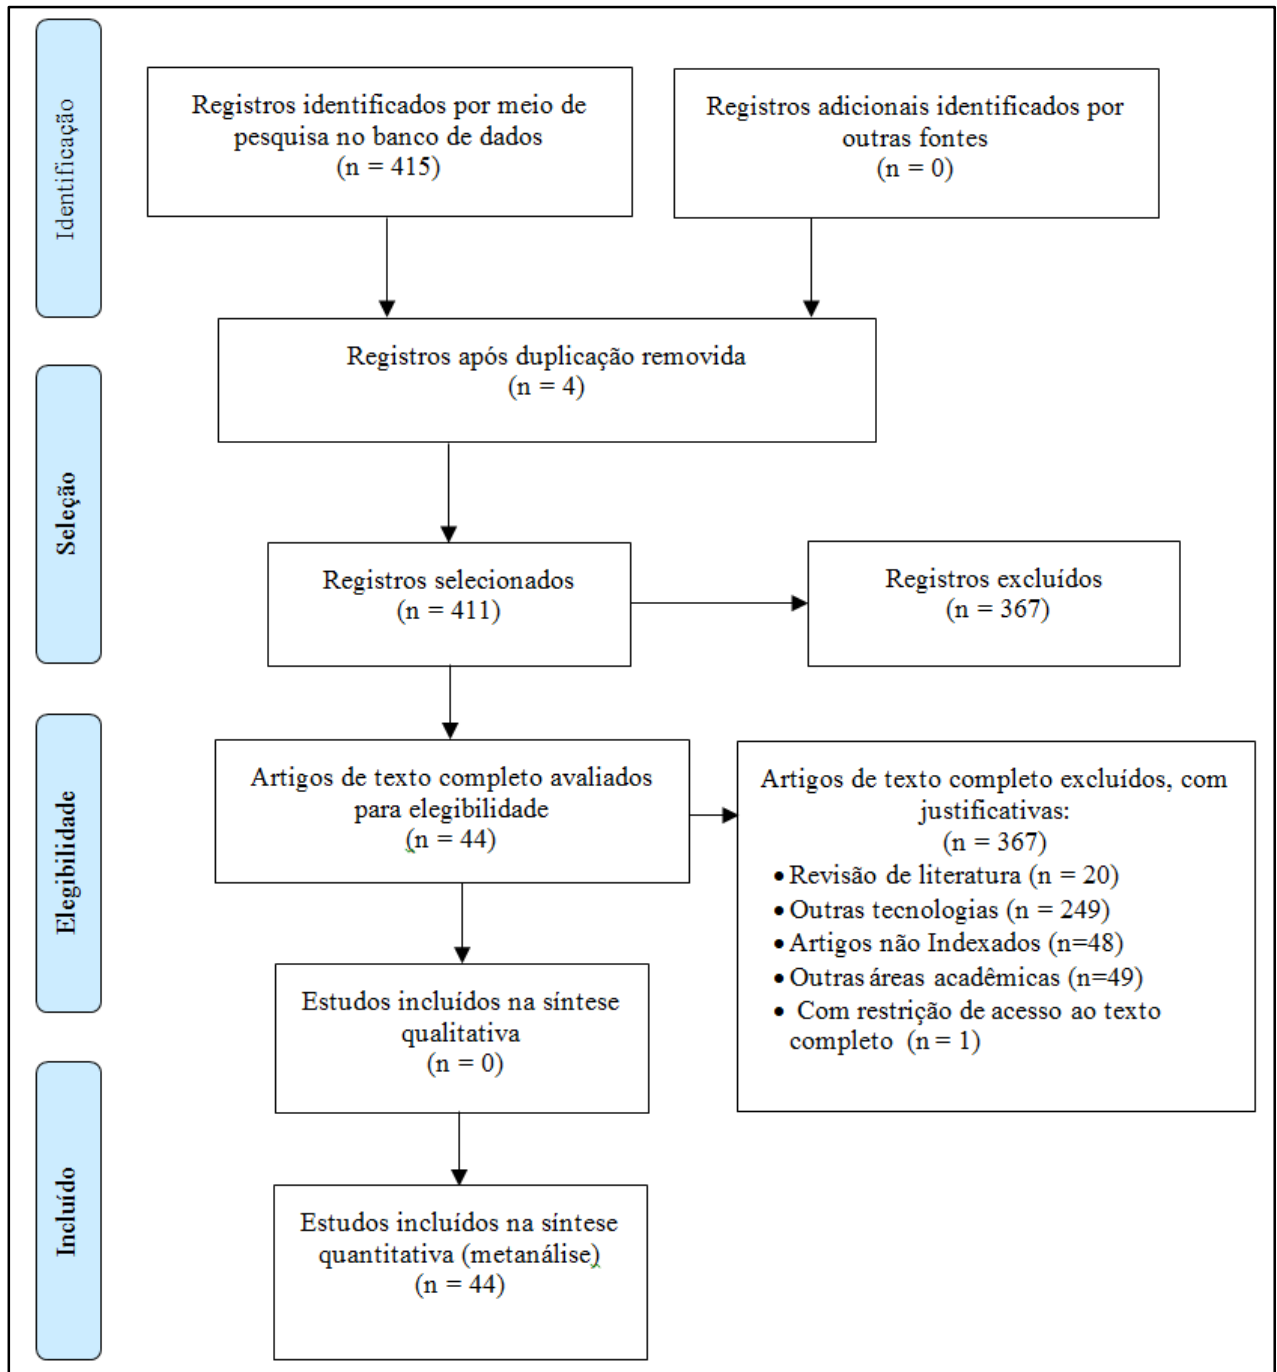 Identificação
Registros identificados por meio de
pesquisa no banco de dados
(n = 415)
Registros adicionais identificados por
outras fontes
(n = 0)
Registros após duplicação removida
(n = 4)
Seleção
Registros selecionados
(n = 411)
Registros excluídos
(n = 367)
Elegibilidade
Artigos de texto completo avaliados
para elegibilidade
(n = 44)
Artigos de texto completo excluídos, com
justificativas:
(n = 367)
• Revisão de literatura (n = 20)
• Outras tecnologias (n = 249)
• Artigos não Indexados (n=48)
• Outras áreas acadêmicas (n=49)
• Com restrição de acesso ao texto
completo (n = 1)
Estudos incluídos na síntese
qualitativa
(n = 0)
Incluído
Estudos incluídos na síntese
quantitativa (metanálise)
(n = 44)